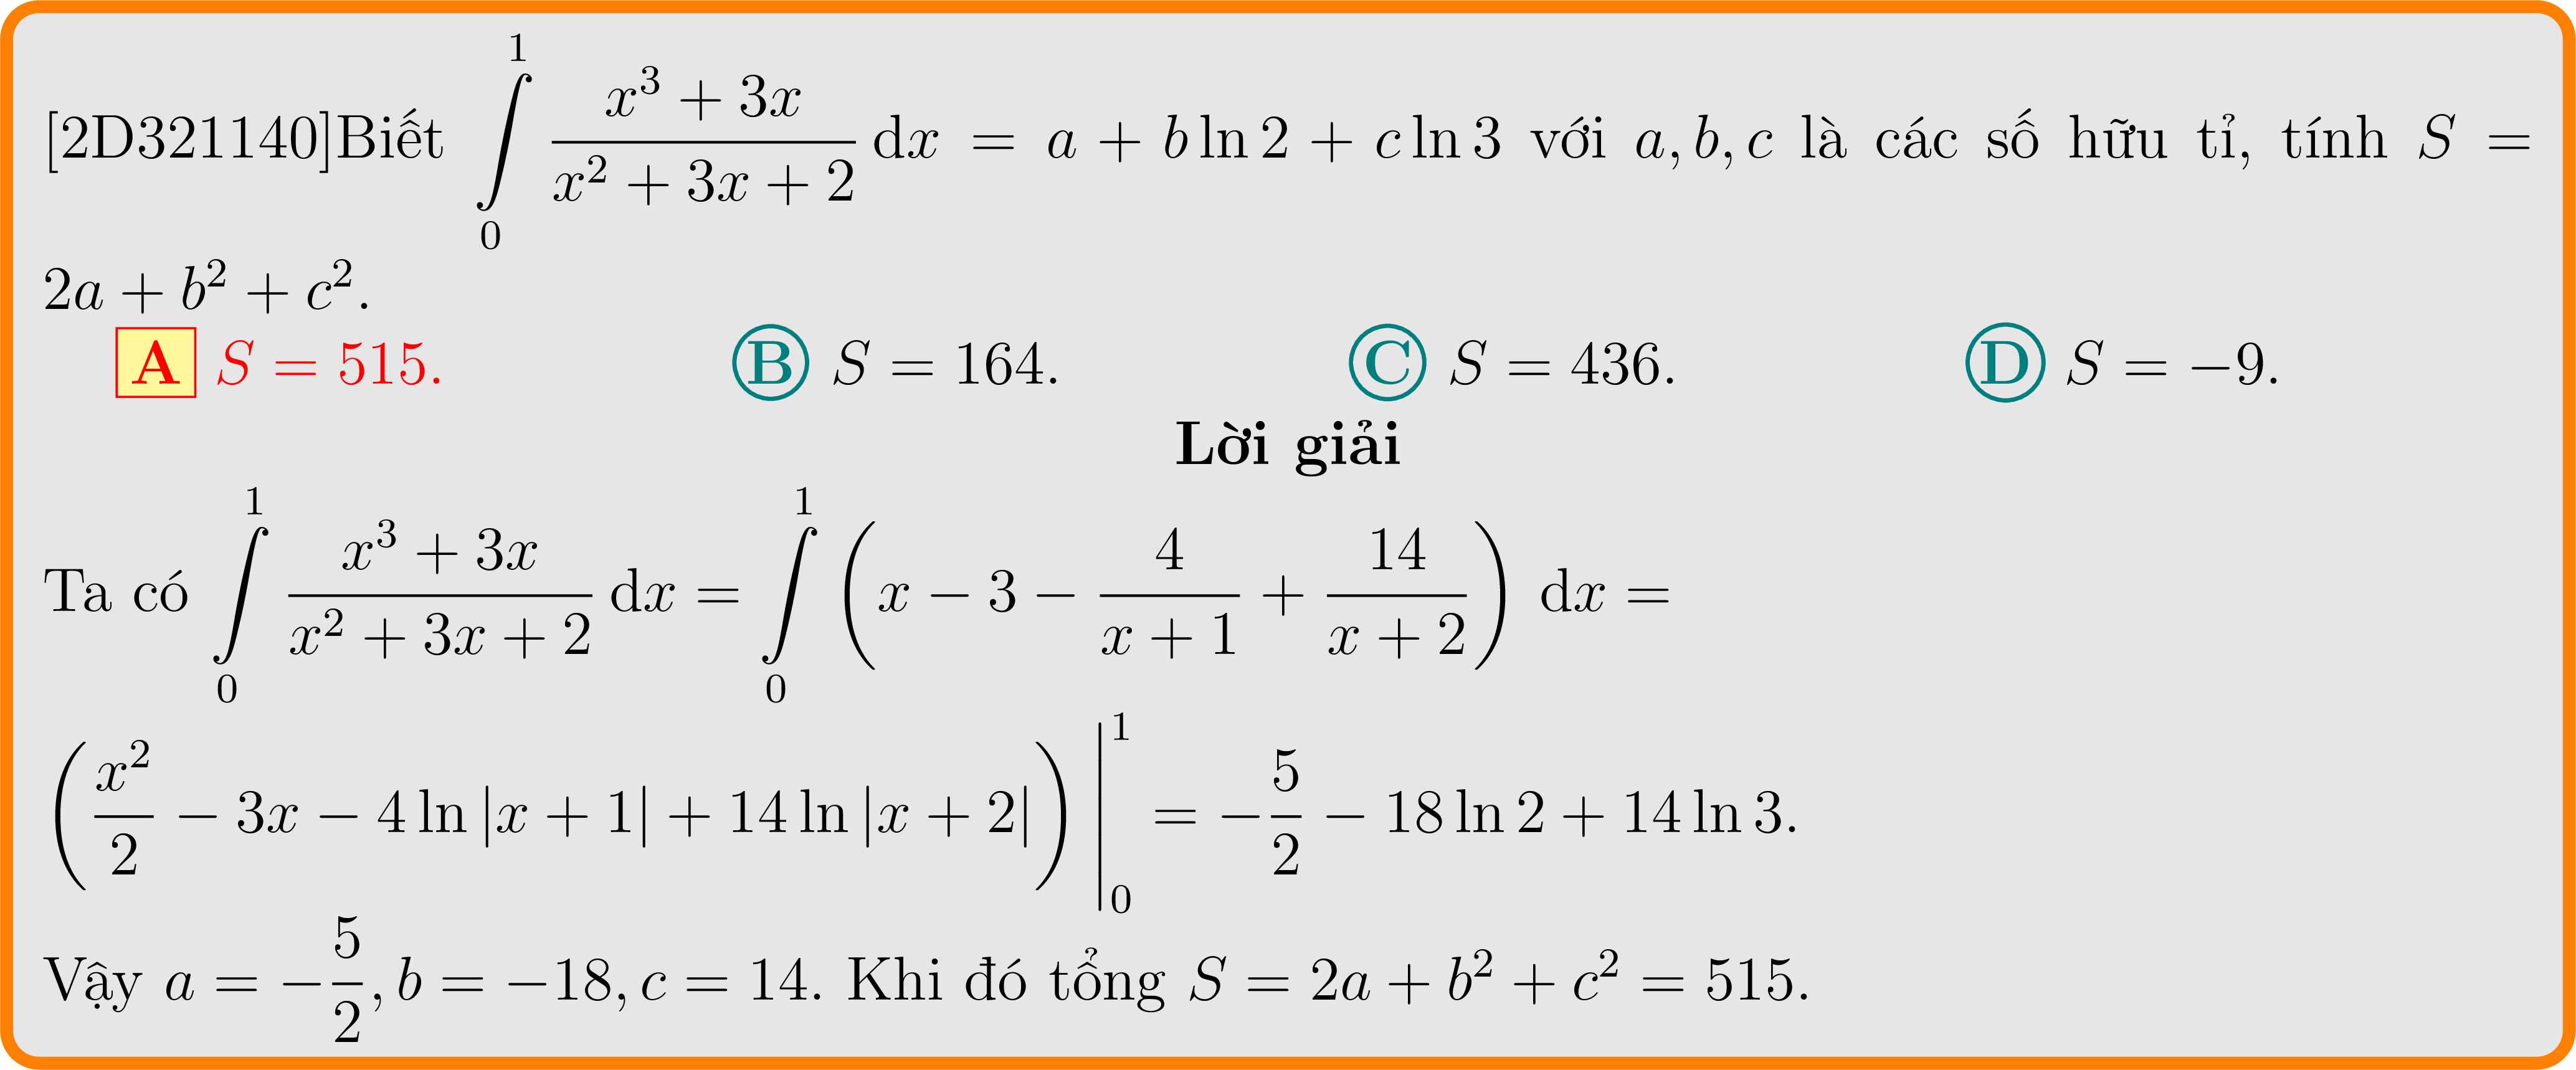 [2D321140]Biết $\int\limits_0^1 \frac{x^3+3x}{x^2+3x+2}\,\mathrm{d}x = a + b\ln 2 + c\ln 3$ với $a, b, c$ là các số hữu tỉ, tính $S =$
$2a + b^2 + c^2$.
A $S = 515.$ B $S = 164.$ C $S = 436.$ D $S = -9.$
Lời giải
Ta có $\int\limits_0^1 \frac{x^3+3x}{x^2+3x+2}\,\mathrm{d}x = \int\limits_0^1 \left(x - 3 - \frac{4}{x+1} + \frac{14}{x+2}\right)\,\mathrm{d}x =$
$\left(\frac{x^2}{2} - 3x - 4\ln|x+1| + 14\ln|x+2|\right)\Big|_0^1 = -\frac{5}{2} - 18\ln 2 + 14\ln 3.$
Vậy $a = -\frac{5}{2}, b = -18, c = 14.$ Khi đó tổng $S = 2a + b^2 + c^2 = 515.$